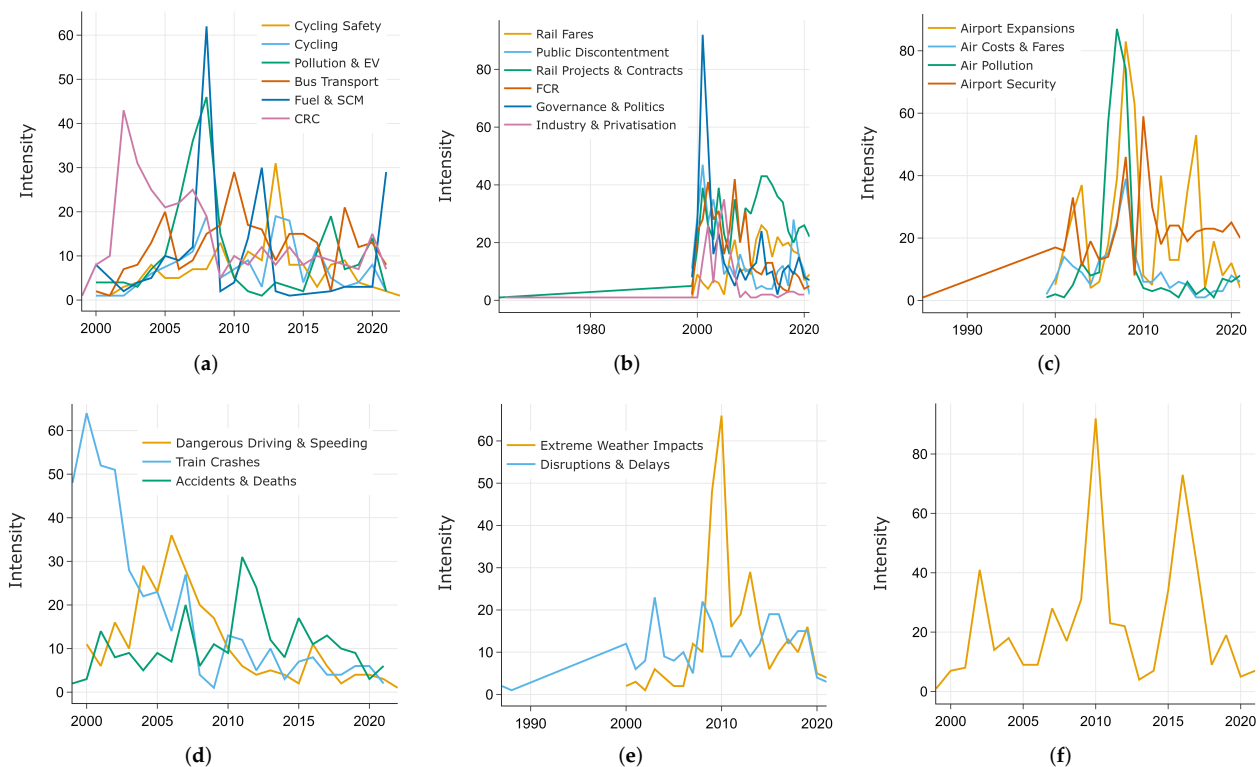 Intensity
60
50
40
30
20
10
0
2000
2005
2010
2015
2020
Cycling Safety
Cycling
Pollution & EV
Bus Transport
Fuel & SCM
CRC
(a)
Intensity
80
60
40
20
0
1980
2000
2020
Rail Fares
Public Discontentment
Rail Projects & Contracts
FCR
Governance & Politics
Industry & Privatisation
(b)
Intensity
80
60
40
20
0
1990
2000
2010
2020
Airport Expansions
Air Costs & Fares
Air Pollution
Airport Security
(c)
Intensity
60
50
40
30
20
10
0
2000
2005
2010
2015
2020
Dangerous Driving & Speeding
Train Crashes
Accidents & Deaths
(d)
Intensity
60
50
40
30
20
10
0
1990
2000
2010
2020
Extreme Weather Impacts
Disruptions & Delays
(e)
Intensity
80
60
40
20
0
2000
2005
2010
2015
2020
(f)